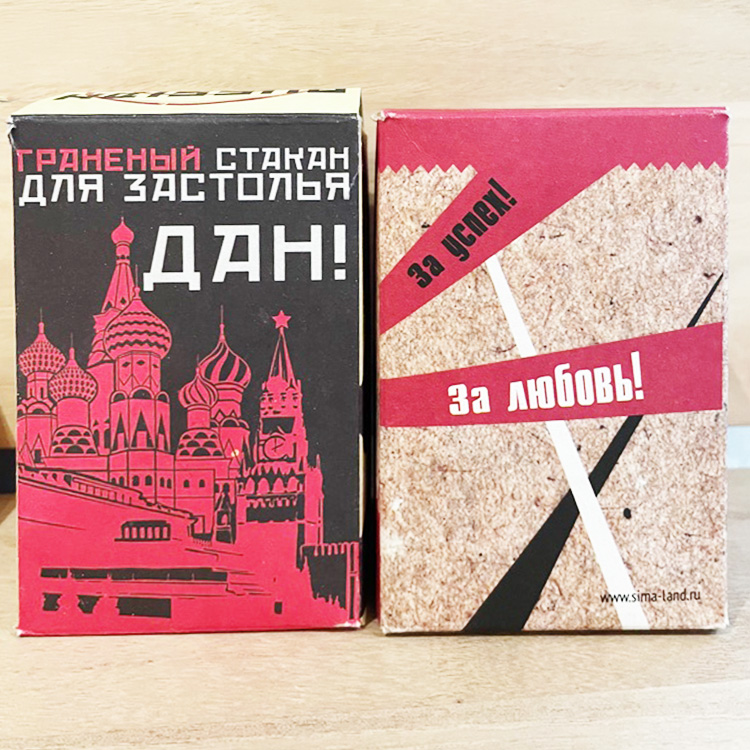 ГРАНЕНЫЙ СТАКАН
ДЛЯ ЗАСТОЛЬЯ
ДАН!
За успех!
За любовь!
www.sima-land.ru